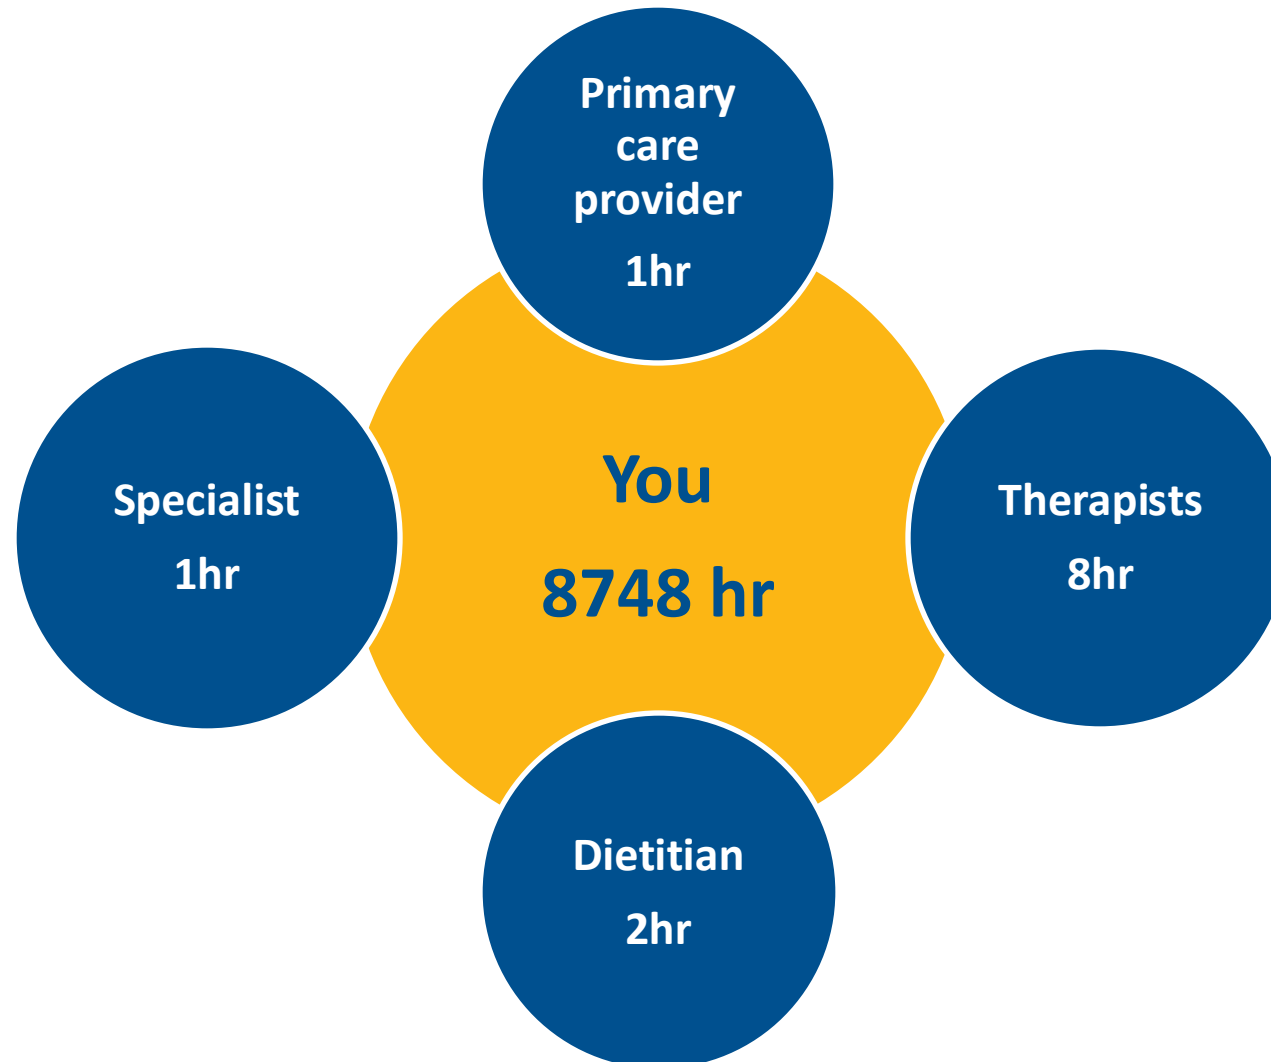 Primary
care
provider
1hr
Specialist
1hr
You
8748 hr
Therapists
8hr
Dietitian
2hr